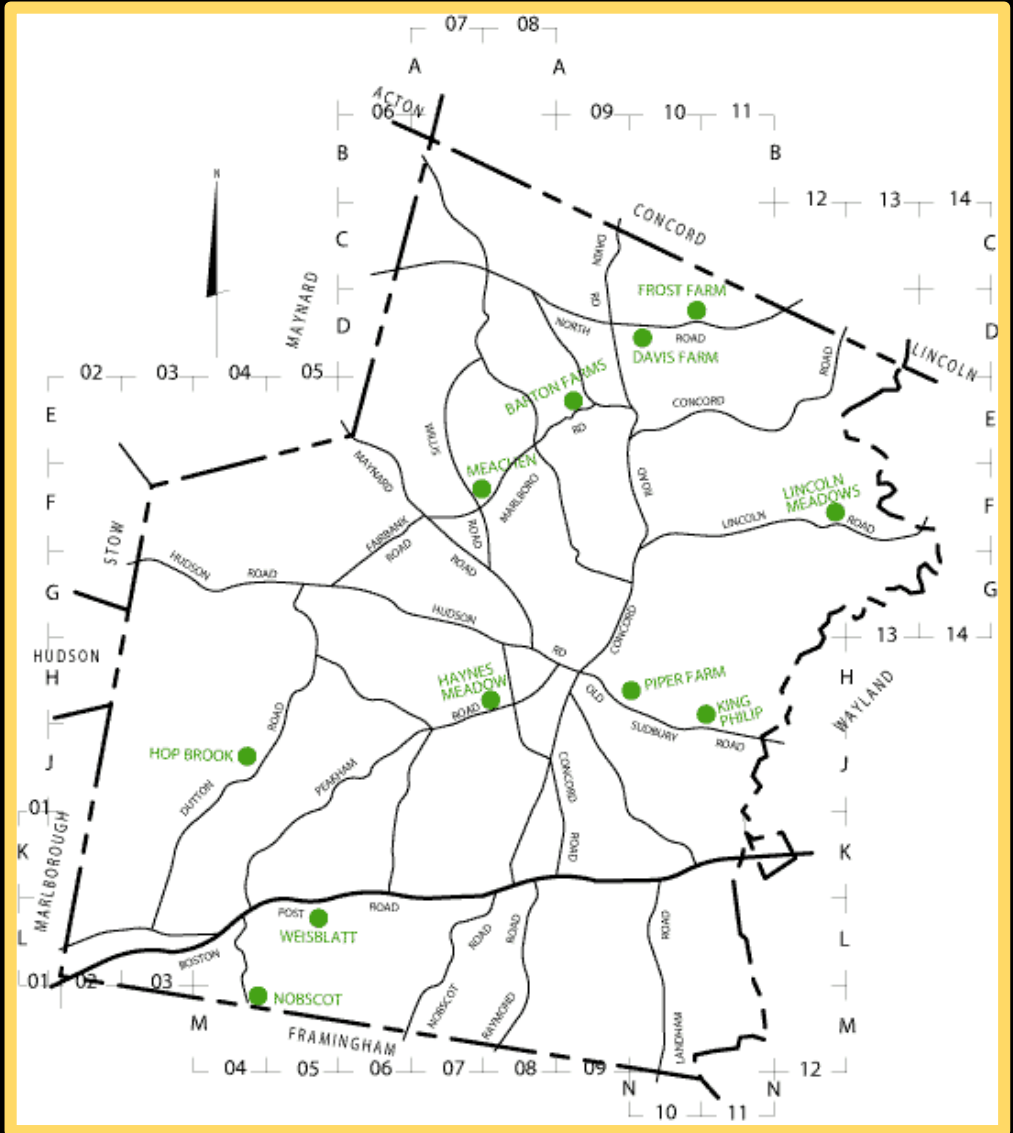 07 08
A A
ACTON
06 09 10 11
B B
N
12 13 14
CONCORD
DAKIN
RD
C C
FROST FARM
MAYNARD
NORTH
ROAD
D D
DAVIS FARM
ROAD
LINCOLN
02 03 04 05
BARTON FARMS
CONCORD
E E
RD
WILLIS
MAYNARD
MEACHEN
ROAD
LINCOLN
MEADOWS
F F
MARLBORO
LINCOLN
ROAD
STOW
FAIRBANK
ROAD
ROAD
ROAD
HUDSON
ROAD
G G
HUDSON
CONCORD
13 14
HUDSON
RD
H H
HAYNES
MEADOW
PIPER FARM
OLD
WAYLAND
ROAD
KING
PHILIP
ROAD
SUDBURY
ROAD
HOP BROOK
J J
PEAKHAM
CONCORD
DUTTON
01
MARLBOROUGH
ROAD
K K
POST
ROAD
WEISBLATT
ROAD
ROAD
ROAD
L L
BOSTON
01 02 03
NOBSCOT
NOBSCOT
RAYMOND
M M
LANDHAM
FRAMINGHAM
04 05 06 07 08 09 12
N N
10 11